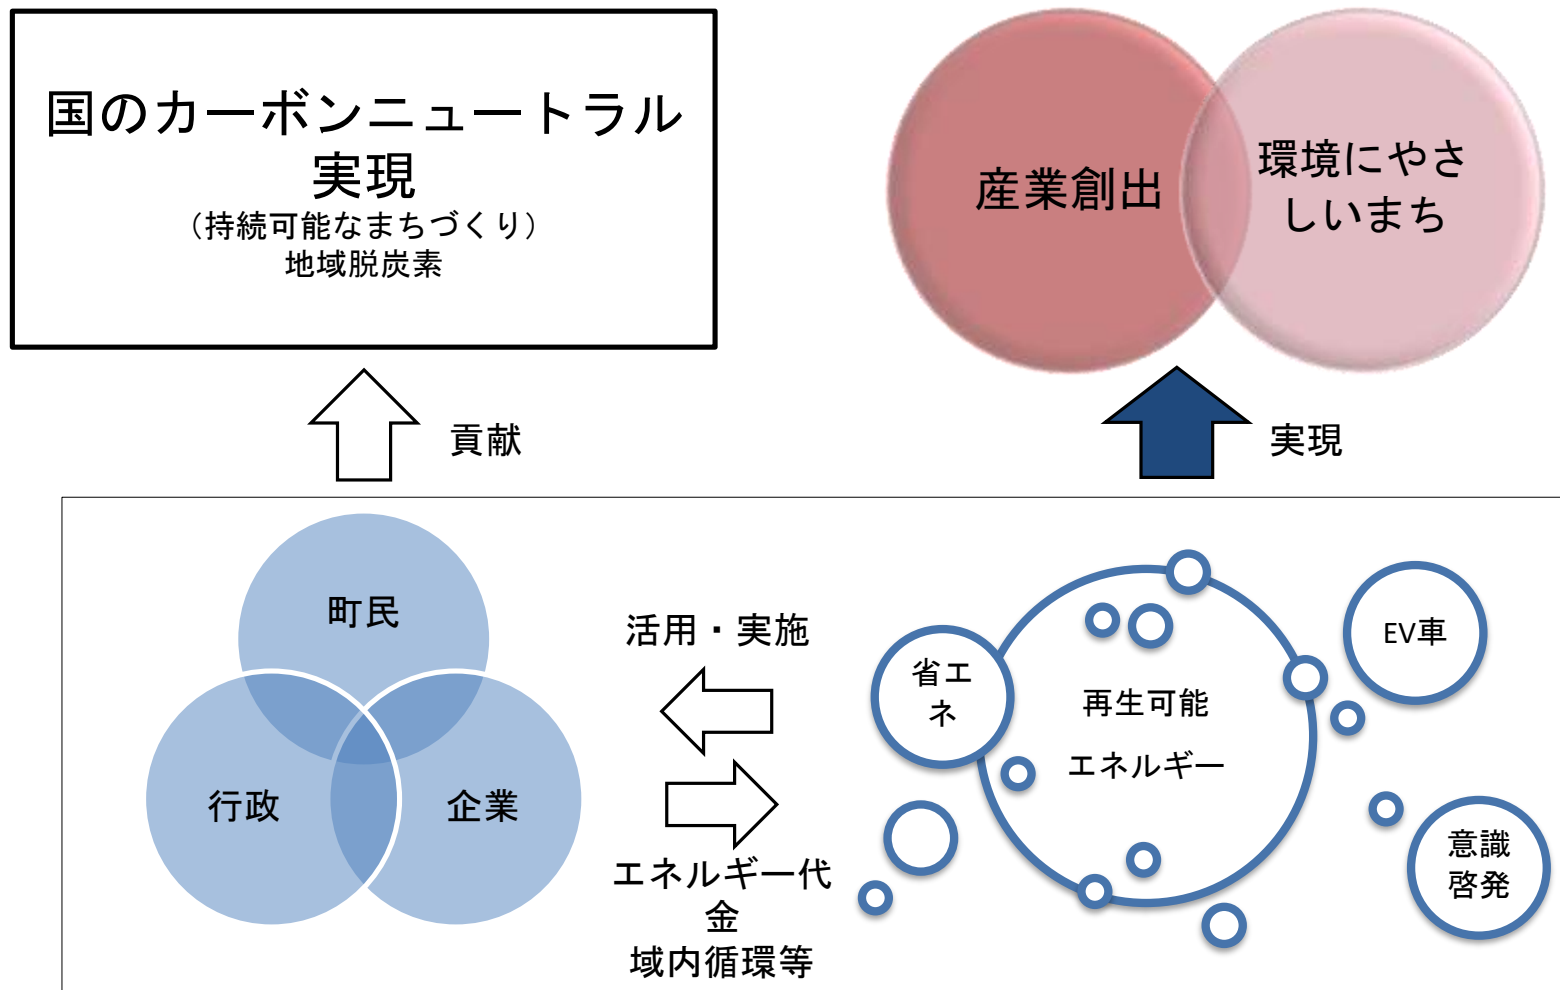 国のカーボンニュートラル
実現
（持続可能なまちづくり）
地域脱炭素
産業創出
環境にやさ
しいまち
貢献
実現
町民
行政
企業
活用・実施
エネルギー代
金
域内循環等
省エ
ネ
再生可能
エネルギー
EV車
意識
啓発